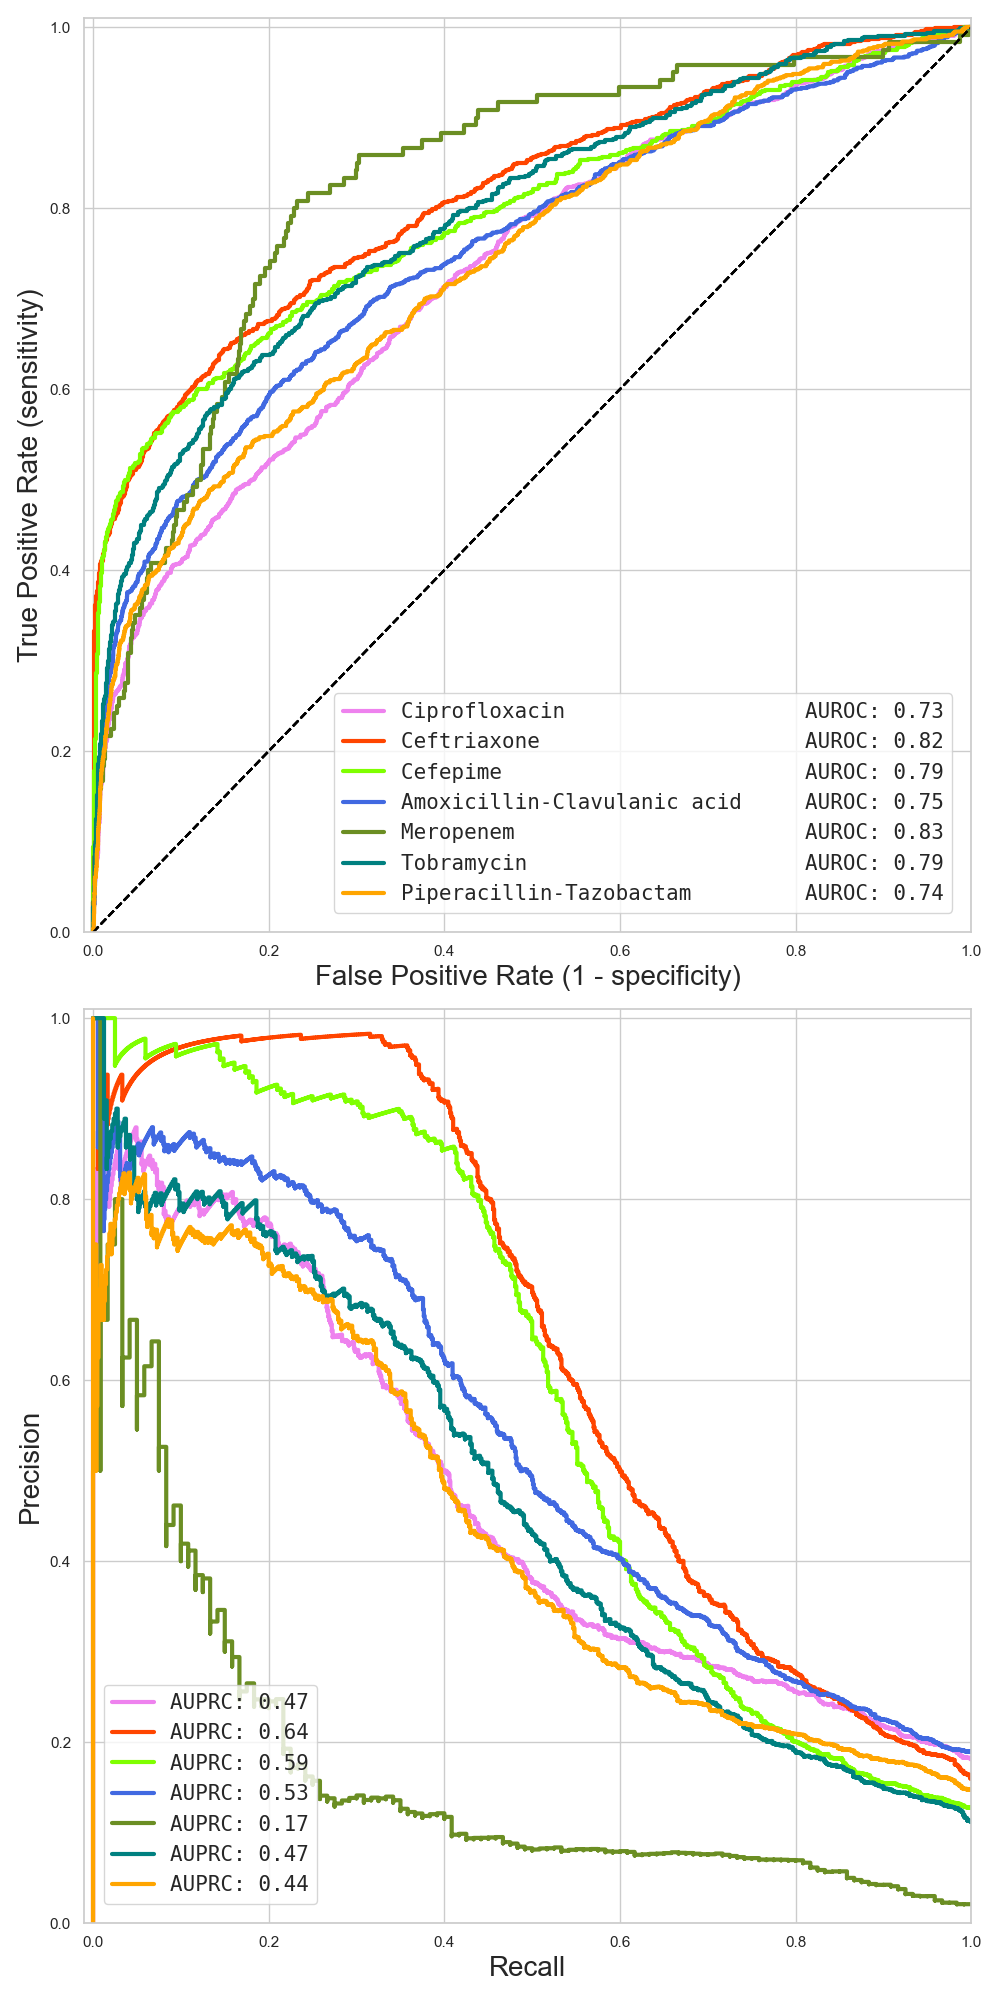 1.0
0.8
0.6
0.4
0.2
0.0
True Positive Rate (sensitivity)
Ciprofloxacin AUROC: 0.73
Ceftriaxone AUROC: 0.82
Cefepime AUROC: 0.79
Amoxicillin-Clavulanic acid AUROC: 0.75
Meropenem AUROC: 0.83
Tobramycin AUROC: 0.79
Piperacillin-Tazobactam AUROC: 0.74
0.0 0.2 0.4 0.6 0.8 1.0
False Positive Rate (1 - specificity)
1.0
0.8
0.6
0.4
0.2
0.0
Precision
AUPRC: 0.47
AUPRC: 0.64
AUPRC: 0.59
AUPRC: 0.53
AUPRC: 0.17
AUPRC: 0.47
AUPRC: 0.44
0.0 0.2 0.4 0.6 0.8 1.0
Recall